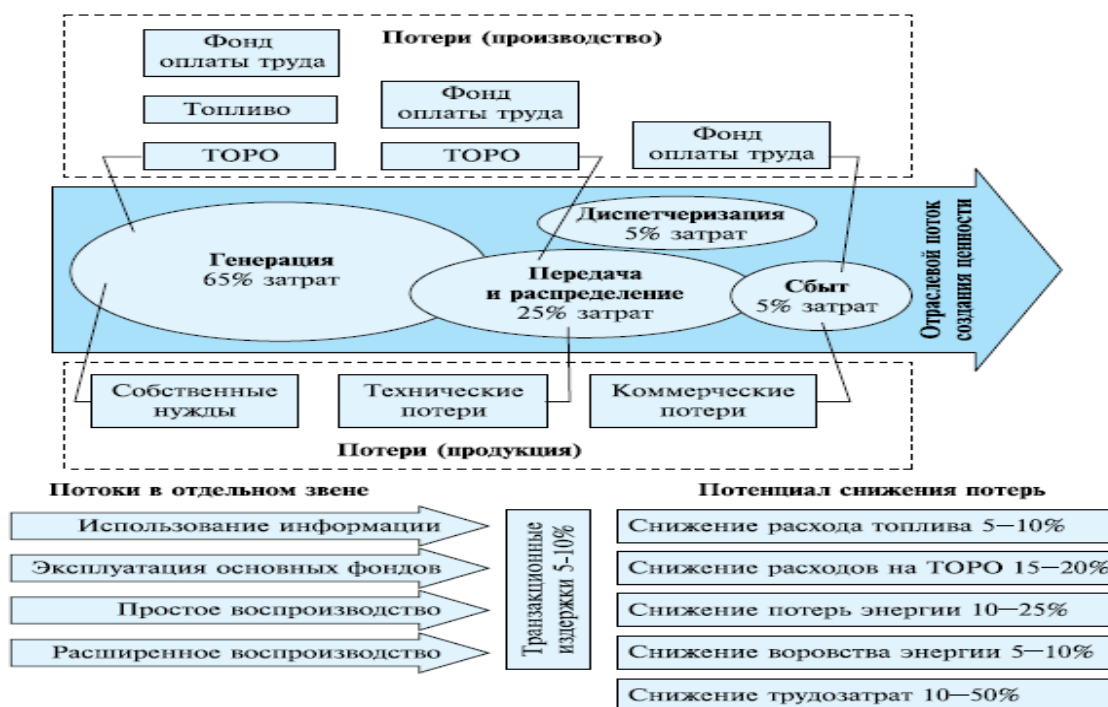 Потери (производство)
Фонд
оплаты труда
Топливо
ТОРО
Фонд
оплаты труда
ТОРО
Фонд
оплаты труда
Генерация
65% затрат
Диспетчеризация
5% затрат
Передача
и распределение
25% затрат
Сбыт
5% затрат
Отраслевой поток
создания ценности
Собственные
нужды
Технические
потери
Коммерческие
потери
Потери (продукция)
Потоки в отдельном звене
Использование информации
Эксплуатация основных фондов
Простое воспроизводство
Расширенное воспроизводство
Транзакционные
издержки 5-10%
Потенциал снижения потерь
Снижение расхода топлива 5—10%
Снижение расходов на ТОРО 15—20%
Снижение потерь энергии 10—25%
Снижение воровства энергии 5—10%
Снижение трудозатрат 10—50%